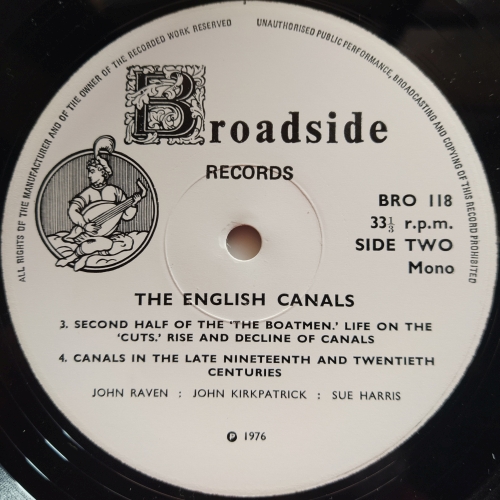 ALL RIGHTS OF THE MANUFACTURER AND OF THE OWNER OF THE RECORDED WORK RESERVED
UNAUTHORISED PUBLIC PERFORMANCE, BROADCASTING AND COPYING OF THIS RECORD PROHIBITED
Broadside
RECORDS
BRO 118
33⅓ r.p.m.
SIDE TWO
Mono
THE ENGLISH CANALS
3. SECOND HALF OF THE 'THE BOATMEN.' LIFE ON THE
'CUTS.' RISE AND DECLINE OF CANALS
4. CANALS IN THE LATE NINETEENTH AND TWENTIETH
CENTURIES
JOHN RAVEN : JOHN KIRKPATRICK : SUE HARRIS
℗ 1976